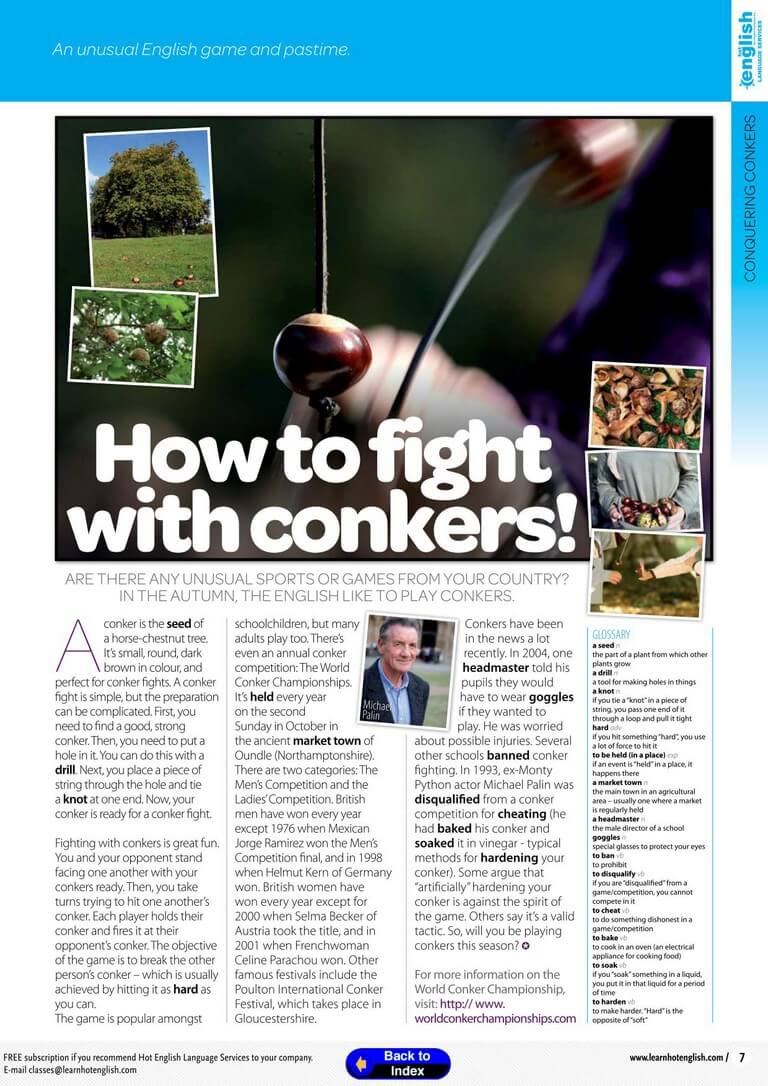 An unusual English game and pastime.
hot
english
LANGUAGE SERVICES
CONQUERING CONKERS
How to fight
with conkers!
ARE THERE ANY UNUSUAL SPORTS OR GAMES FROM YOUR COUNTRY?
IN THE AUTUMN, THE ENGLISH LIKE TO PLAY CONKERS.
A conker is the seed of
a horse-chestnut tree.
It's small, round, dark
brown in colour, and
perfect for conker fights. A conker
fight is simple, but the preparation
can be complicated. First, you
need to find a good, strong
conker. Then, you need to put a
hole in it. You can do this with a
drill. Next, you place a piece of
string through the hole and tie
a knot at one end. Now, your
conker is ready for a conker fight.
Fighting with conkers is great fun.
You and your opponent stand
facing one another with your
conkers ready. Then, you take
turns trying to hit one another's
conker. Each player holds their
conker and fires it at their
opponent's conker. The objective
of the game is to break the other
person's conker – which is usually
achieved by hitting it as hard as
you can.
The game is popular amongst
schoolchildren, but many
adults play too. There's
even an annual conker
competition: The World
Conker Championships.
It's held every year
on the second
Sunday in October in
the ancient market town of
Oundle (Northamptonshire).
There are two categories: The
Men's Competition and the
Ladies' Competition. British
men have won every year
except 1976 when Mexican
Jorge Ramirez won the Men's
Competition final, and in 1998
when Helmut Kern of Germany
won. British women have
won every year except for
2000 when Selma Becker of
Austria took the title, and in
2001 when Frenchwoman
Celine Parachou won. Other
famous festivals include the
Poulton International Conker
Festival, which takes place in
Gloucestershire.
Michael
Palin
Conkers have been
in the news a lot
recently. In 2004, one
headmaster told his
pupils they would
have to wear goggles
if they wanted to
play. He was worried
about possible injuries. Several
other schools banned conker
fighting. In 1993, ex-Monty
Python actor Michael Palin was
disqualified from a conker
competition for cheating (he
had baked his conker and
soaked it in vinegar - typical
methods for hardening your
conker). Some argue that
"artificially" hardening your
conker is against the spirit of
the game. Others say it's a valid
tactic. So, will you be playing
conkers this season?
For more information on the
World Conker Championship,
visit: http:// www.
worldconkerchampionships.com
GLOSSARY
a seed n
the part of a plant from which other
plants grow
a drill n
a tool for making holes in things
a knot n
if you tie a "knot" in a piece of
string, you pass one end of it
through a loop and pull it tight
hard adv
if you hit something "hard", you use
a lot of force to hit it
to be held (in a place) exp
if an event is "held" in a place, it
happens there
a market town n
the main town in an agricultural
area – usually one where a market
is regularly held
a headmaster n
the male director of a school
goggles n
special glasses to protect your eyes
to ban vb
to prohibit
to disqualify vb
if you are "disqualified" from a
game/competition, you cannot
compete in it
to cheat vb
to do something dishonest in a
game/competition
to bake vb
to cook in an oven (an electrical
appliance for cooking food)
to soak vb
if you "soak" something in a liquid,
you put it in that liquid for a period
of time
to harden vb
to make harder. "Hard" is the
opposite of "soft"
FREE subscription if you recommend Hot English Language Services to your company.
E-mail classes@learnhotenglish.com
Back to
Index
www.learnhotenglish.com / 7